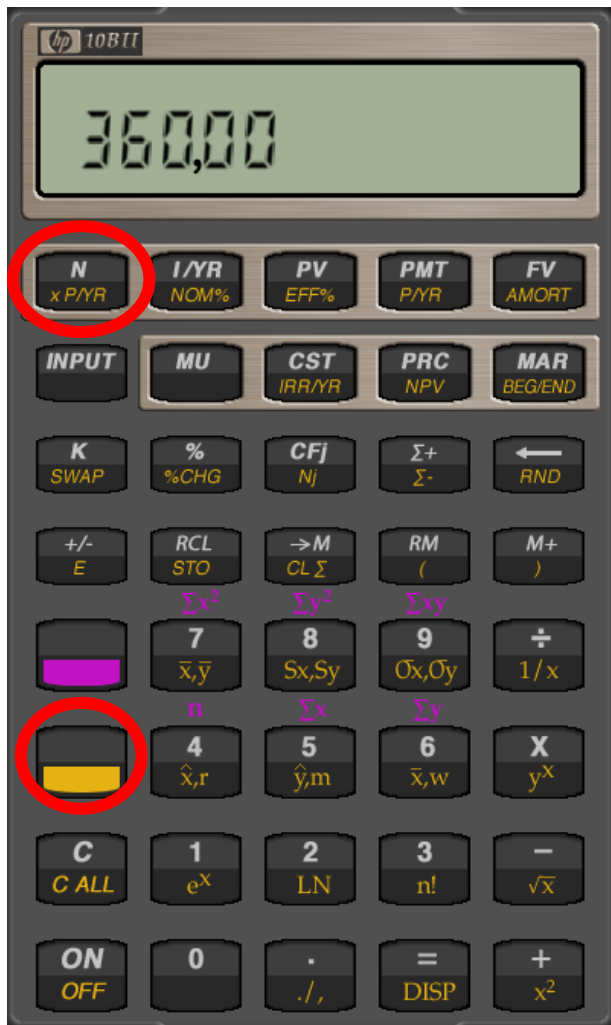 hp 10BII
360,00
N I/YR PV PMT FV
x P/YR NOM% EFF% P/YR AMORT
INPUT MU CST PRC MAR
IRR/YR NPV BEG/END
K % CFj Σ+ ←
SWAP %CHG Nj Σ- RND
+/- RCL →M RM M+
E STO CL Σ ( )
Σx² Σy² Σxy
7 8 9 ÷
x̄,ȳ Sx,Sy σx,σy 1/x
n Σx Σy
4 5 6 X
x̂,r ŷ,m x̄,w yˣ
C 1 2 3 −
C ALL eˣ LN n! √x
ON 0 . = +
OFF ./, DISP x²